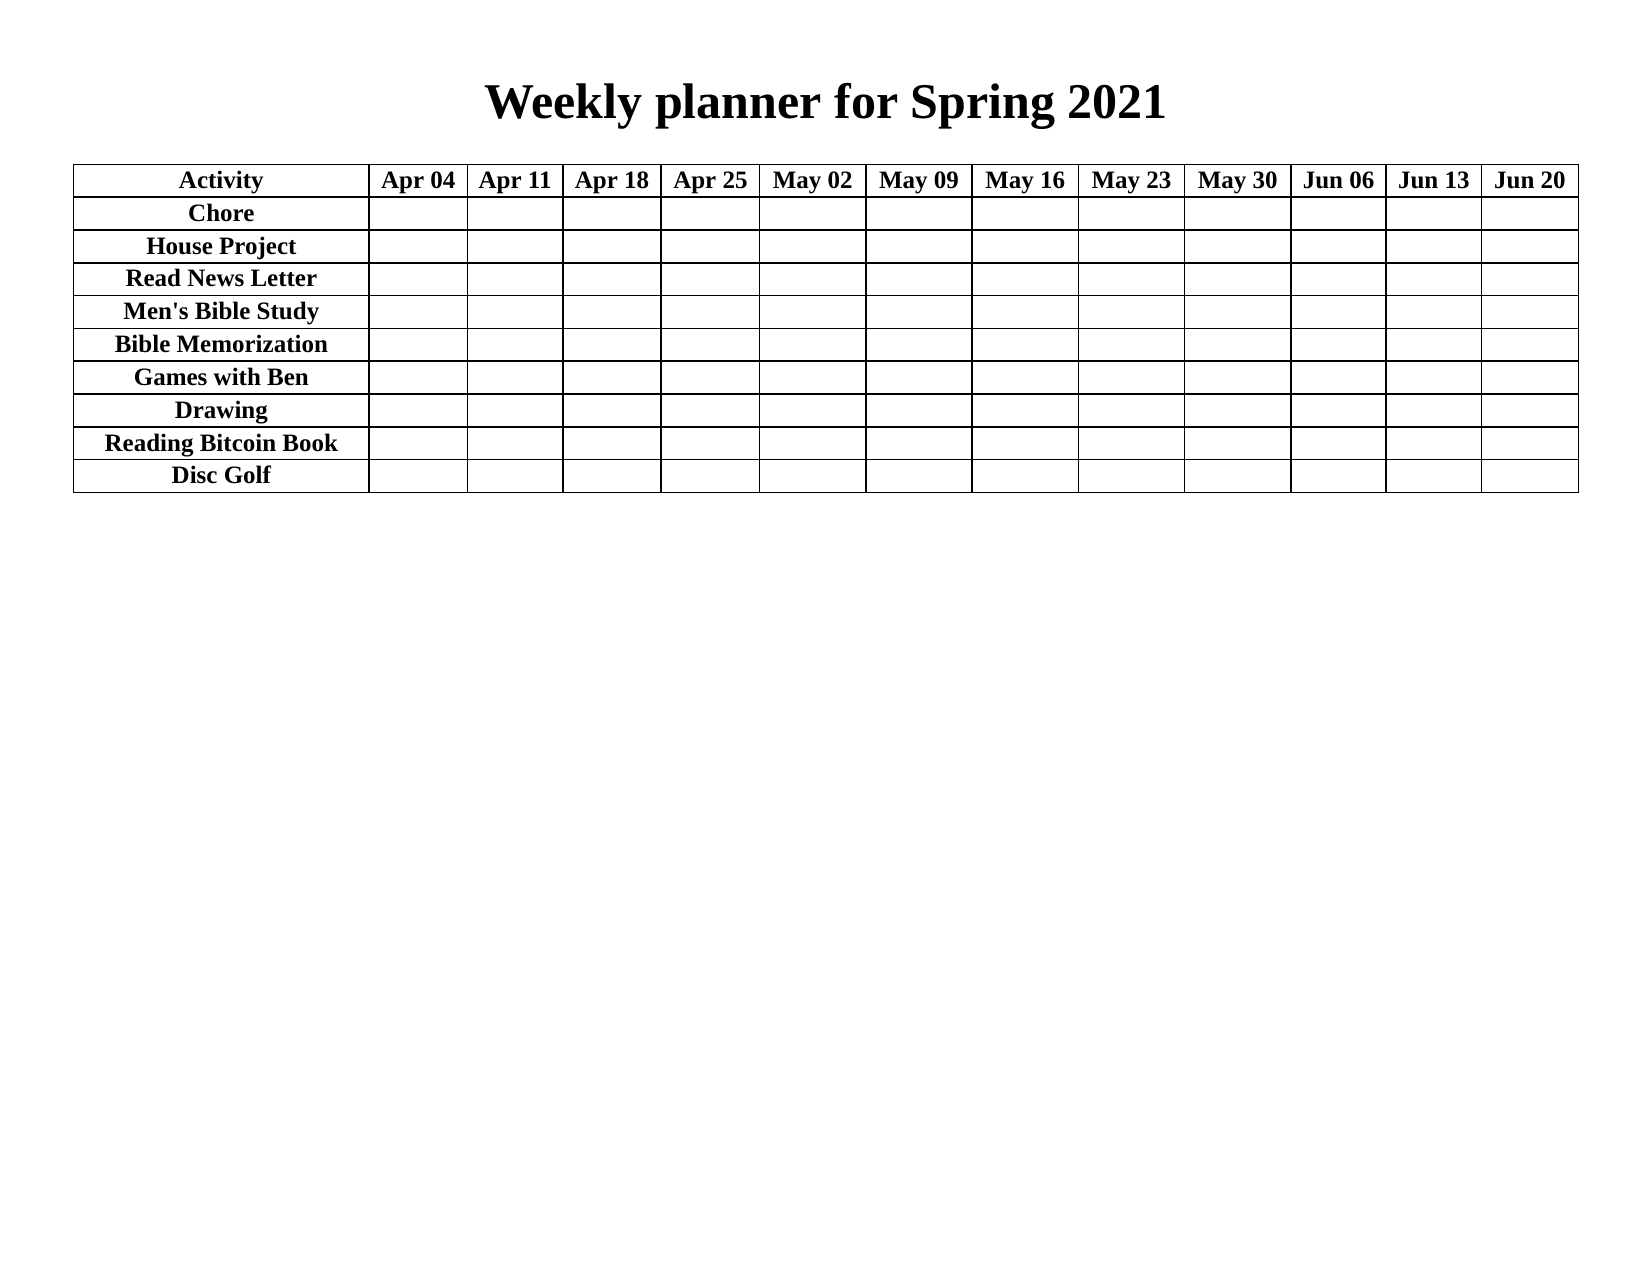 Weekly planner for Spring 2021
Activity Apr 04 Apr 11 Apr 18 Apr 25 May 02 May 09 May 16 May 23 May 30 Jun 06 Jun 13 Jun 20
Chore
House Project
Read News Letter
Men's Bible Study
Bible Memorization
Games with Ben
Drawing
Reading Bitcoin Book
Disc Golf